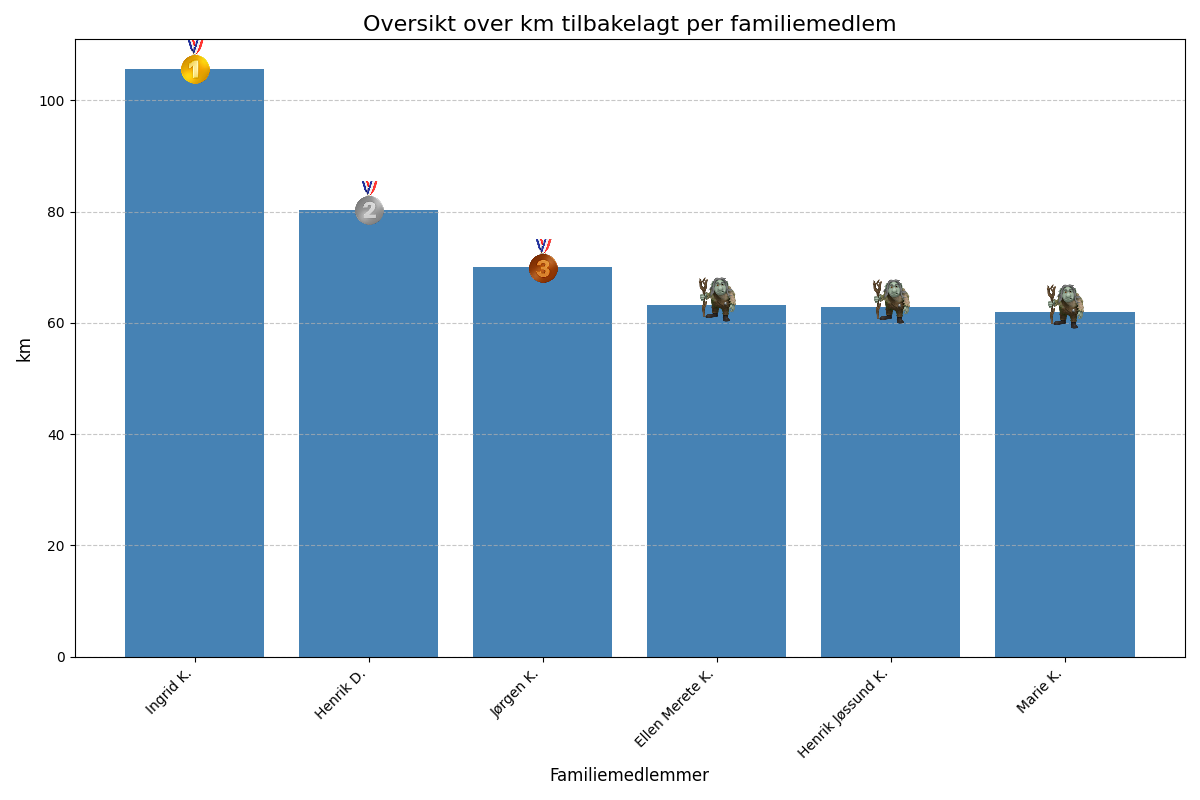 Oversikt over km tilbakelagt per familiemedlem
1
100
2
80
3
60
km
40
20
0
Ingrid K.
Henrik D.
Jørgen K.
Ellen Merete K.
Henrik Jøssund K.
Marie K.
Familiemedlemmer